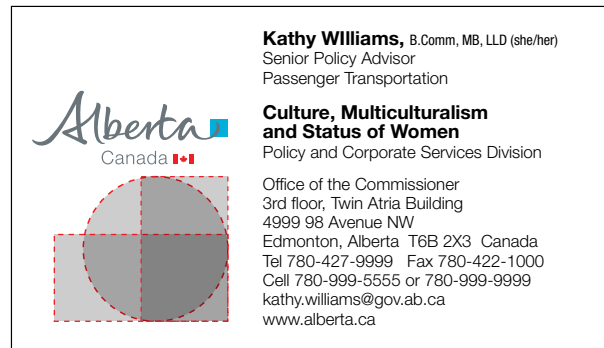 Alberta
Canada
Kathy WIlliams, B.Comm, MB, LLD (she/her)
Senior Policy Advisor
Passenger Transportation
Culture, Multiculturalism
and Status of Women
Policy and Corporate Services Division
Office of the Commissioner
3rd floor, Twin Atria Building
4999 98 Avenue NW
Edmonton, Alberta  T6B 2X3  Canada
Tel 780-427-9999   Fax 780-422-1000
Cell 780-999-5555 or 780-999-9999
kathy.williams@gov.ab.ca
www.alberta.ca